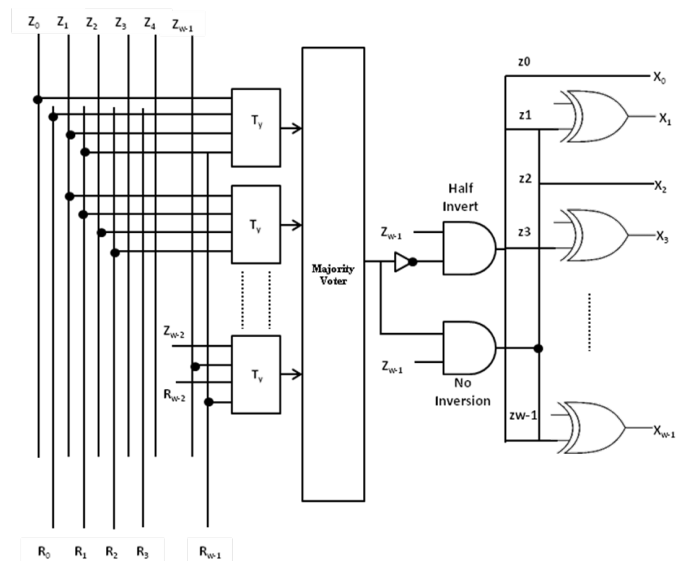 Z0 Z1 Z2 Z3 Z4 Zw-1
Ty
Ty
Zw-2
Rw-2
Ty
Majority
Voter
Half
Invert
Zw-1
Zw-1
No
Inversion
z0
X0
z1
X1
z2
X2
z3
X3
zw-1
Xw-1
R0 R1 R2 R3 Rw-1